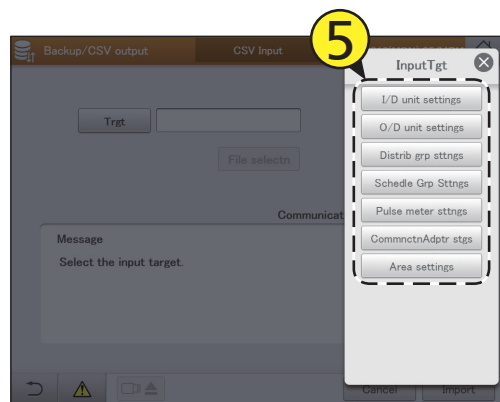 5
Backup/CSV output
CSV Input
InputTgt
I/D unit settings
Trgt
O/D unit settings
Distrib grp sttngs
File selectn
Schedle Grp Sttngs
Communicat
Pulse meter sttngs
Message
CommnctnAdptr stgs
Select the input target.
Area settings
Cancel
Import